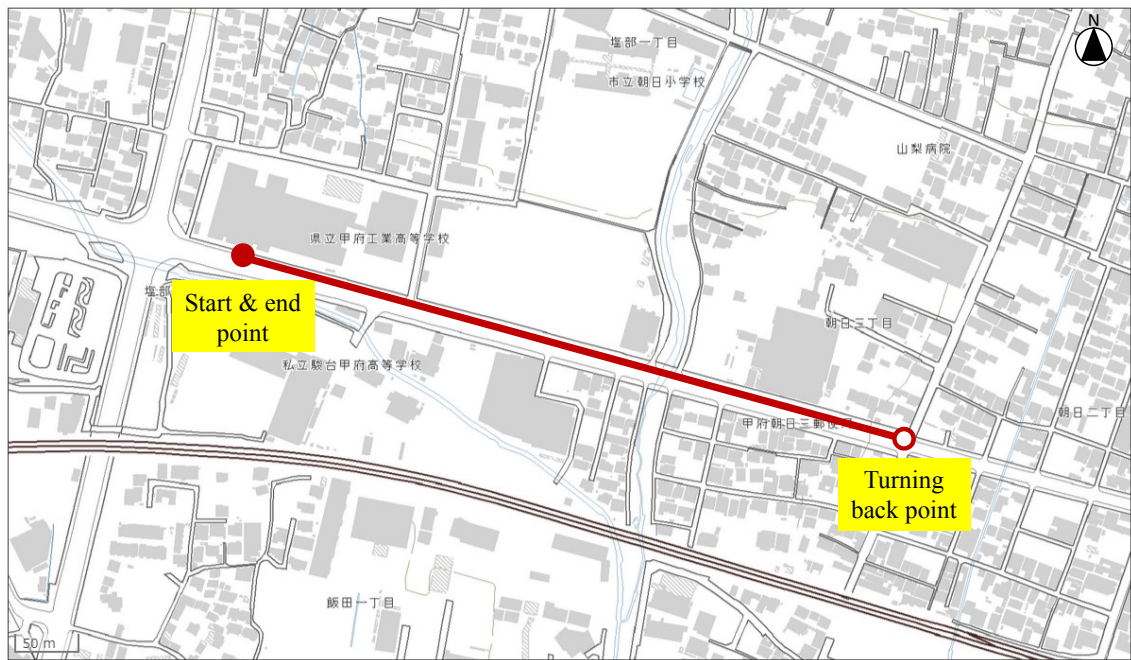 N
塩部一丁目
市立朝日小学校
山梨病院
県立甲府工業高等学校
塩部
Start & end
point
朝日三丁目
私立駿台甲府高等学校
朝日二丁目
甲府朝日三郵便局
Turning
back point
飯田一丁目
50 m